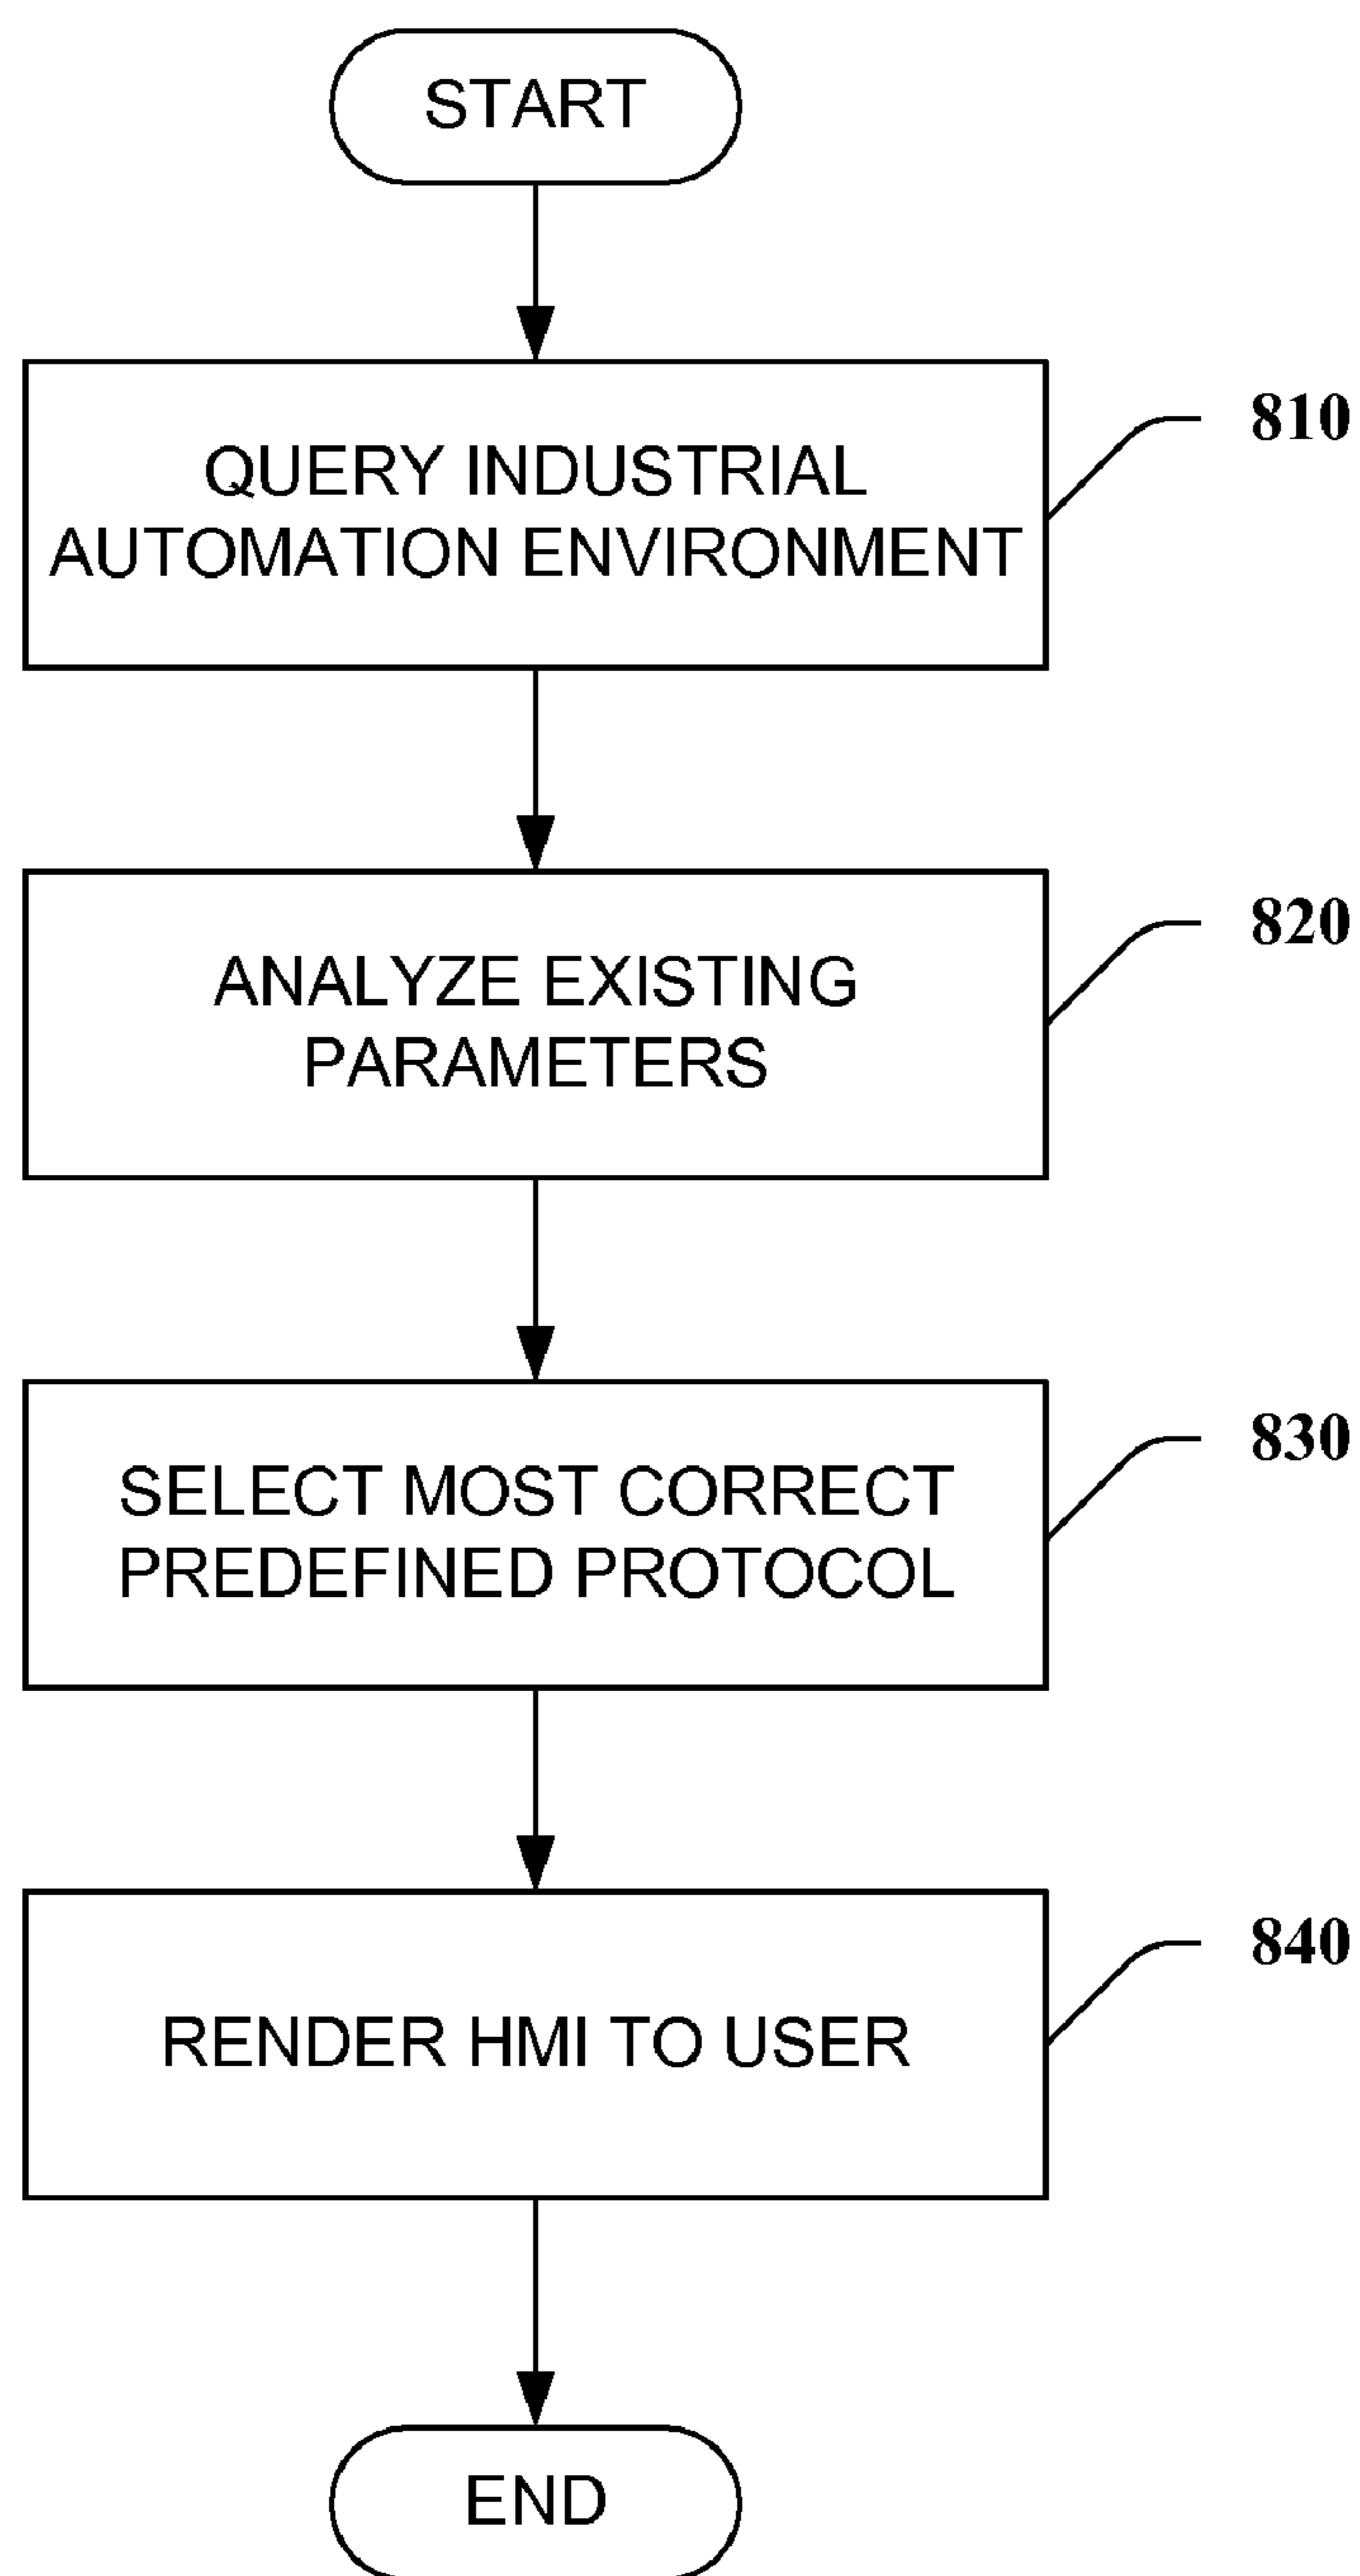 START
QUERY INDUSTRIAL
AUTOMATION ENVIRONMENT
810
ANALYZE EXISTING
PARAMETERS
820
SELECT MOST CORRECT
PREDEFINED PROTOCOL
830
RENDER HMI TO USER
840
END